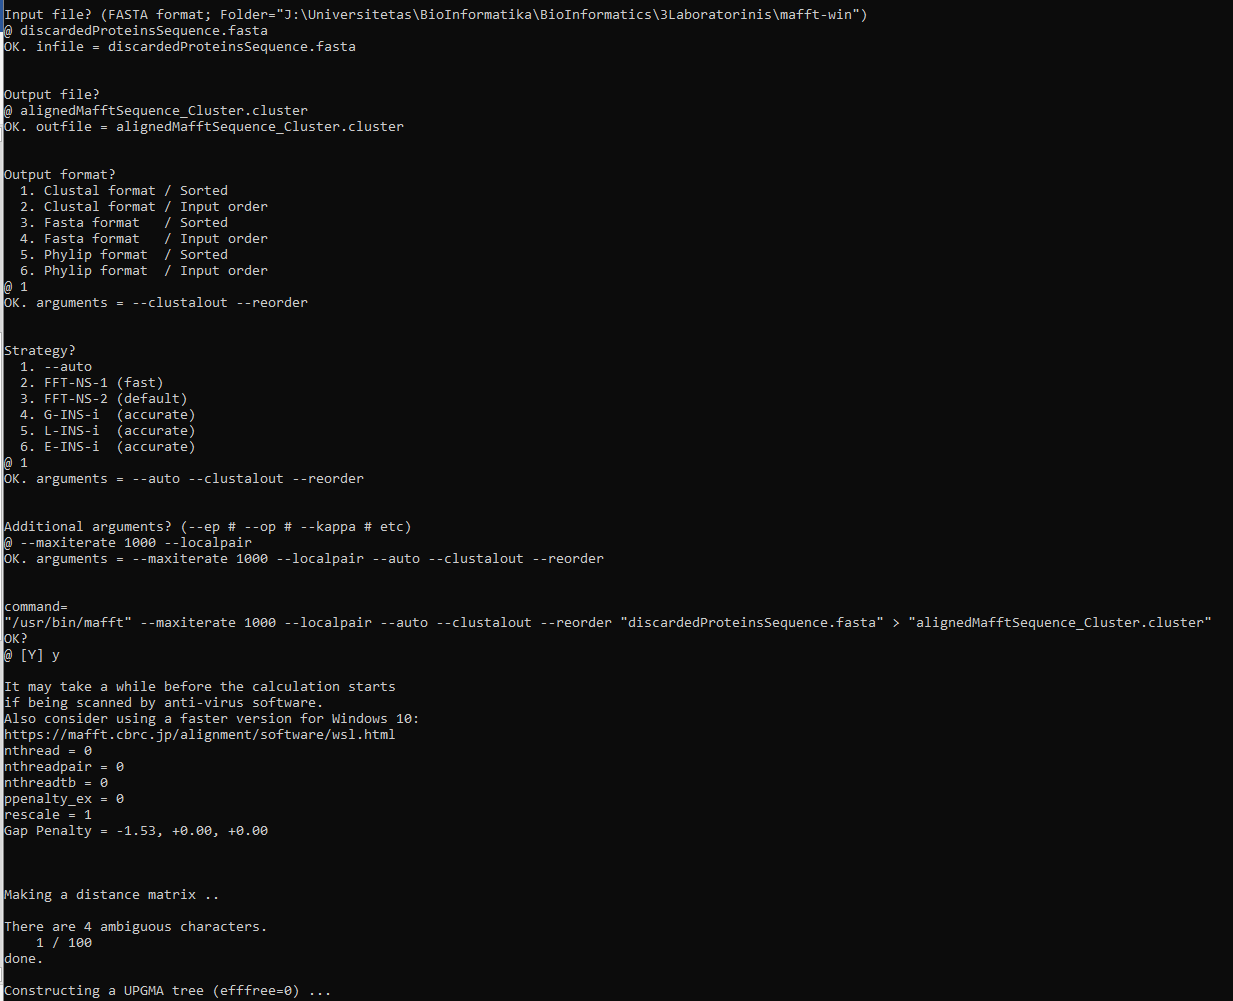 Input file? (FASTA format; Folder="J:\Universitetas\BioInformatika\BioInformatics\3Laboratorinis\mafft-win")
@ discardedProteinsSequence.fasta
OK. infile = discardedProteinsSequence.fasta
Output file?
@ alignedMafftSequence_Cluster.cluster
OK. outfile = alignedMafftSequence_Cluster.cluster
Output format?
  1. Clustal format / Sorted
  2. Clustal format / Input order
  3. Fasta format   / Sorted
  4. Fasta format   / Input order
  5. Phylip format  / Sorted
  6. Phylip format  / Input order
@ 1
OK. arguments = --clustalout --reorder
Strategy?
  1. --auto
  2. FFT-NS-1 (fast)
  3. FFT-NS-2 (default)
  4. G-INS-i  (accurate)
  5. L-INS-i  (accurate)
  6. E-INS-i  (accurate)
@ 1
OK. arguments = --auto --clustalout --reorder
Additional arguments? (--ep # --op # --kappa # etc)
@ --maxiterate 1000 --localpair
OK. arguments = --maxiterate 1000 --localpair --auto --clustalout --reorder
command=
"/usr/bin/mafft" --maxiterate 1000 --localpair --auto --clustalout --reorder "discardedProteinsSequence.fasta" > "alignedMafftSequence_Cluster.cluster"
OK?
@ [Y] y
It may take a while before the calculation starts
if being scanned by anti-virus software.
Also consider using a faster version for Windows 10:
https://mafft.cbrc.jp/alignment/software/wsl.html
nthread = 0
nthreadpair = 0
nthreadtb = 0
ppenalty_ex = 0
rescale = 1
Gap Penalty = -1.53, +0.00, +0.00
Making a distance matrix ..
There are 4 ambiguous characters.
    1 / 100
done.
Constructing a UPGMA tree (efffree=0) ...